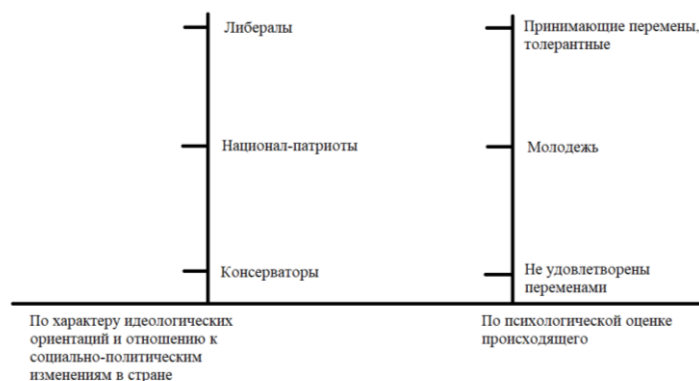 Либералы
Принимающие перемены,
толерантные
Национал-патриоты
Молодежь
Консерваторы
Не удовлетворены
переменами
По характеру идеологических
ориентаций и отношению к
социально-политическим
изменениям в стране
По психологической оценке
происходящего